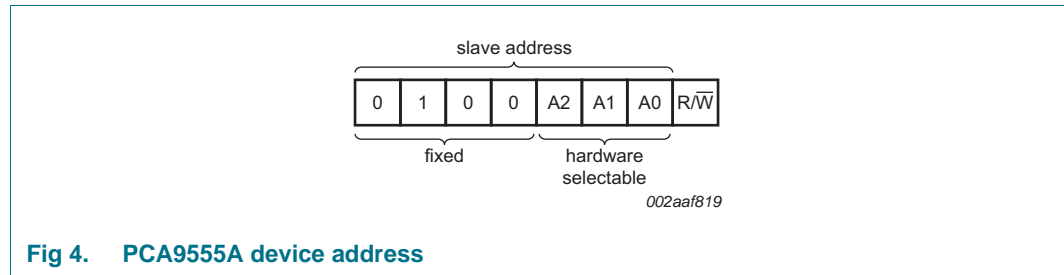 slave address
0 1 0 0 A2 A1 A0 R/W̅
fixed
hardware
selectable
002aaf819
Fig 4. PCA9555A device address